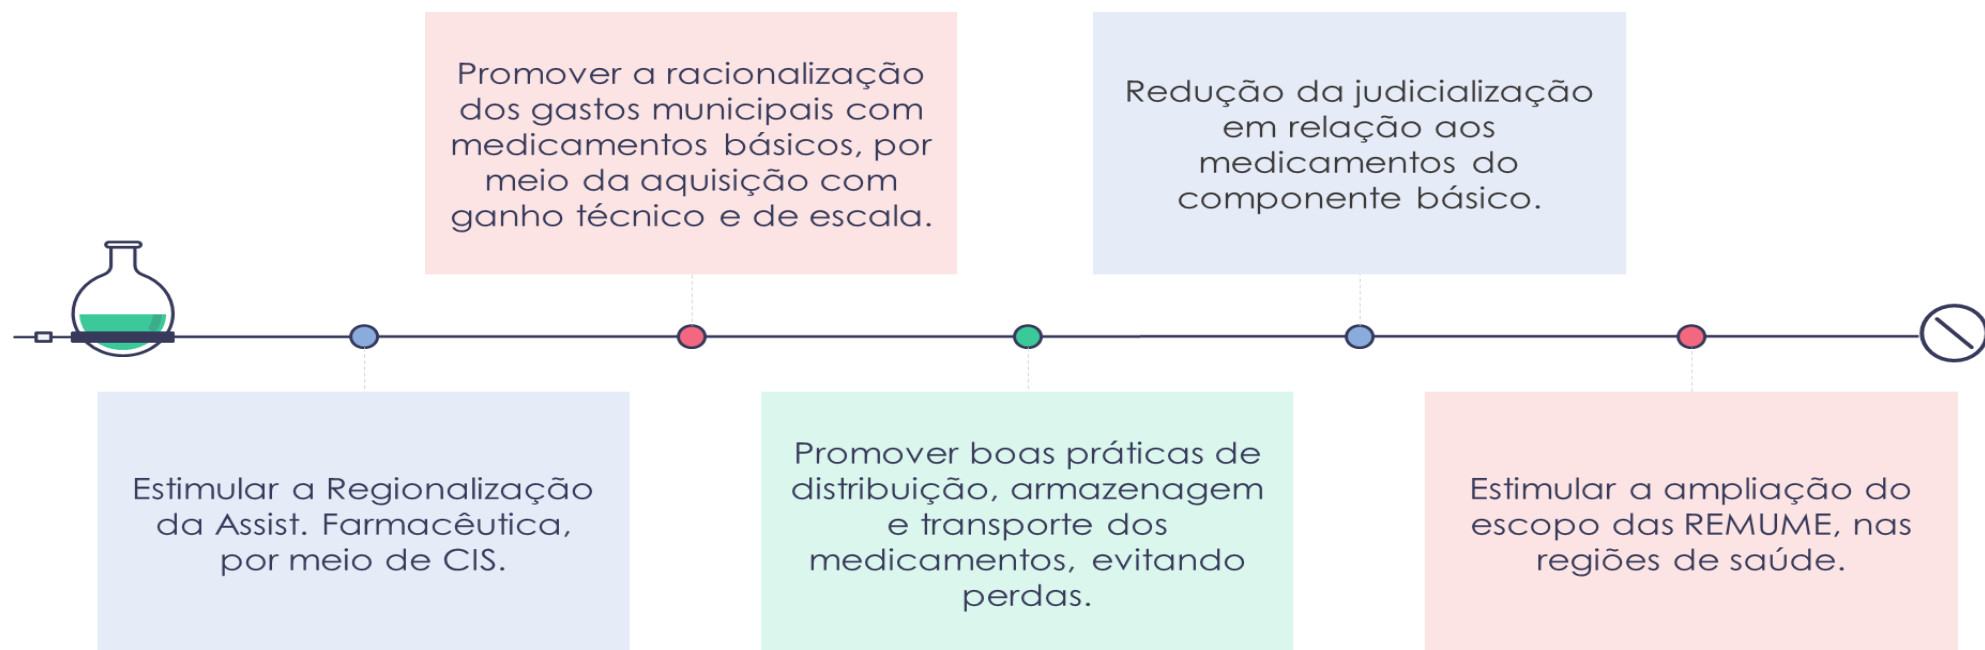 Promover a racionalização
dos gastos municipais com
medicamentos básicos, por
meio da aquisição com
ganho técnico e de escala.
Redução da judicialização
em relação aos
medicamentos do
componente básico.
Estimular a Regionalização
da Assist. Farmacêutica,
por meio de CIS.
Promover boas práticas de
distribuição, armazenagem
e transporte dos
medicamentos, evitando
perdas.
Estimular a ampliação do
escopo das REMUME, nas
regiões de saúde.